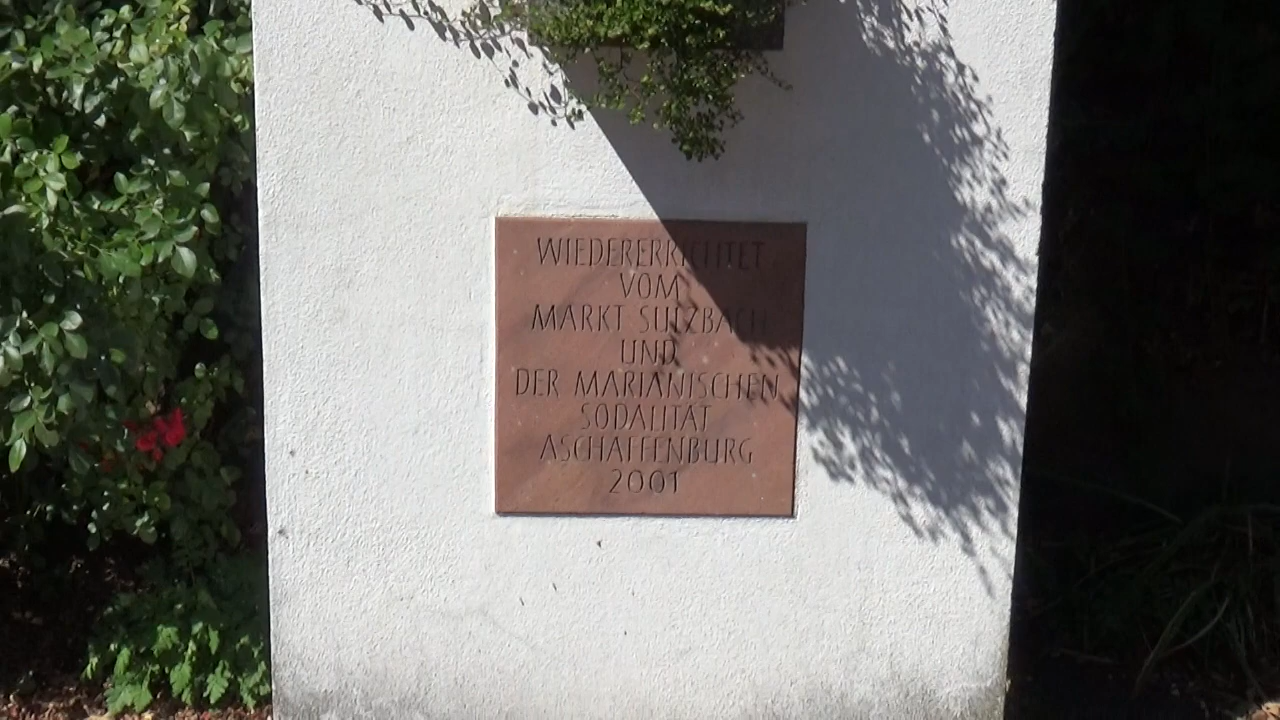 WIEDERERRICHTET
VOM
MARKT SULZBACH
UND
DER MARIANISCHEN
SODALITÄT
ASCHAFFENBURG
2001